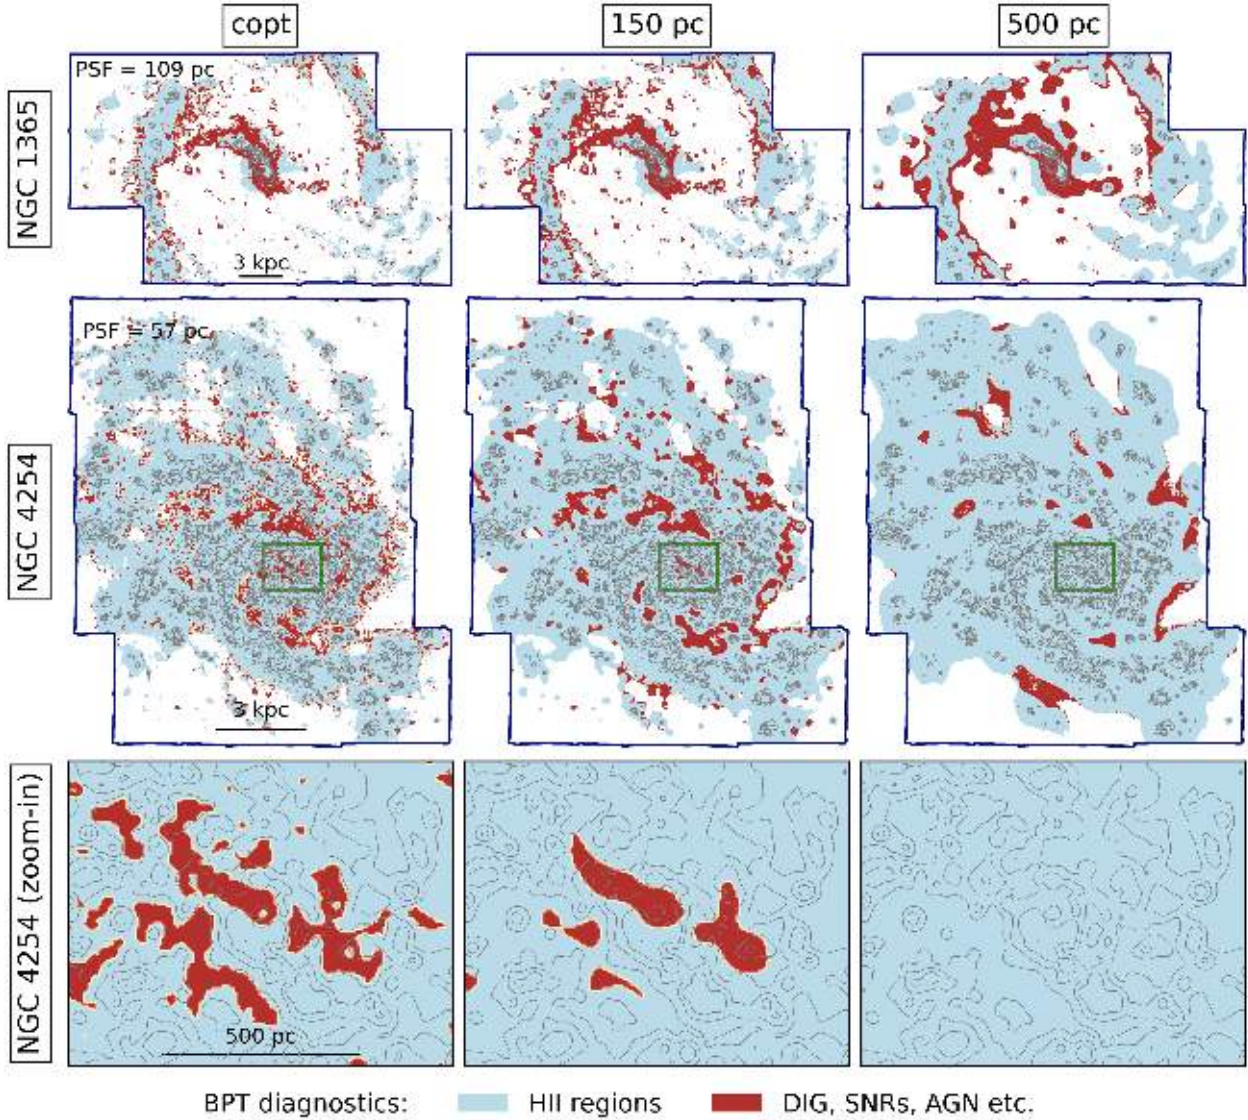 copt
150 pc
500 pc
NGC 1365
PSF = 109 pc
3 kpc
NGC 4254
PSF = 57 pc
3 kpc
NGC 4254 (zoom-in)
500 pc
BPT diagnostics: HII regions DIG, SNRs, AGN etc.